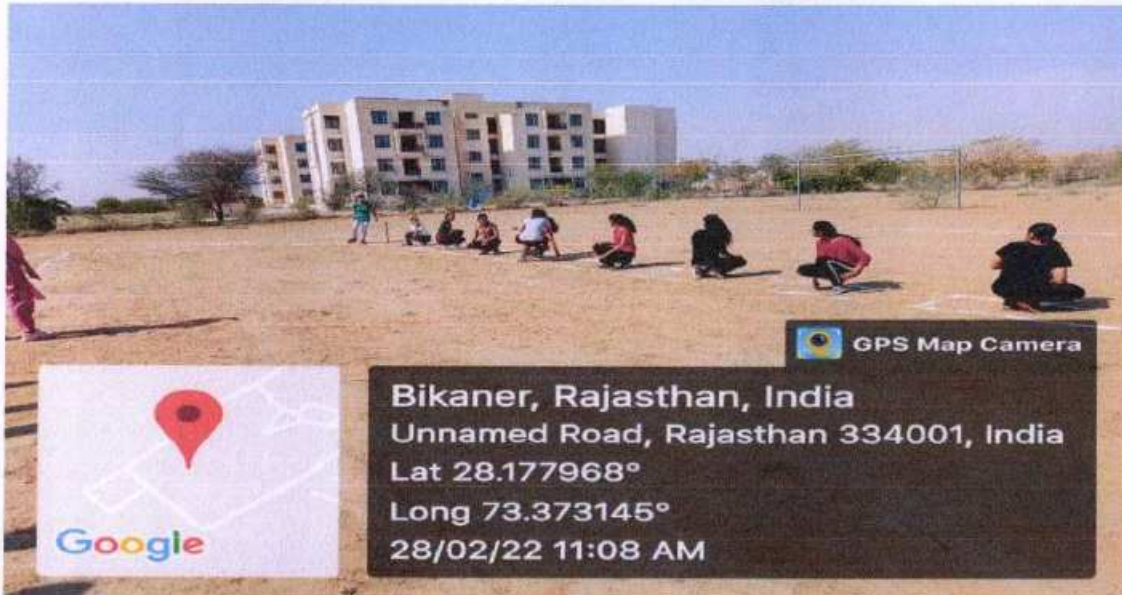 GPS Map Camera
Bikaner, Rajasthan, India
Unnamed Road, Rajasthan 334001, India
Lat 28.177968°
Long 73.373145°
28/02/22 11:08 AM
Google